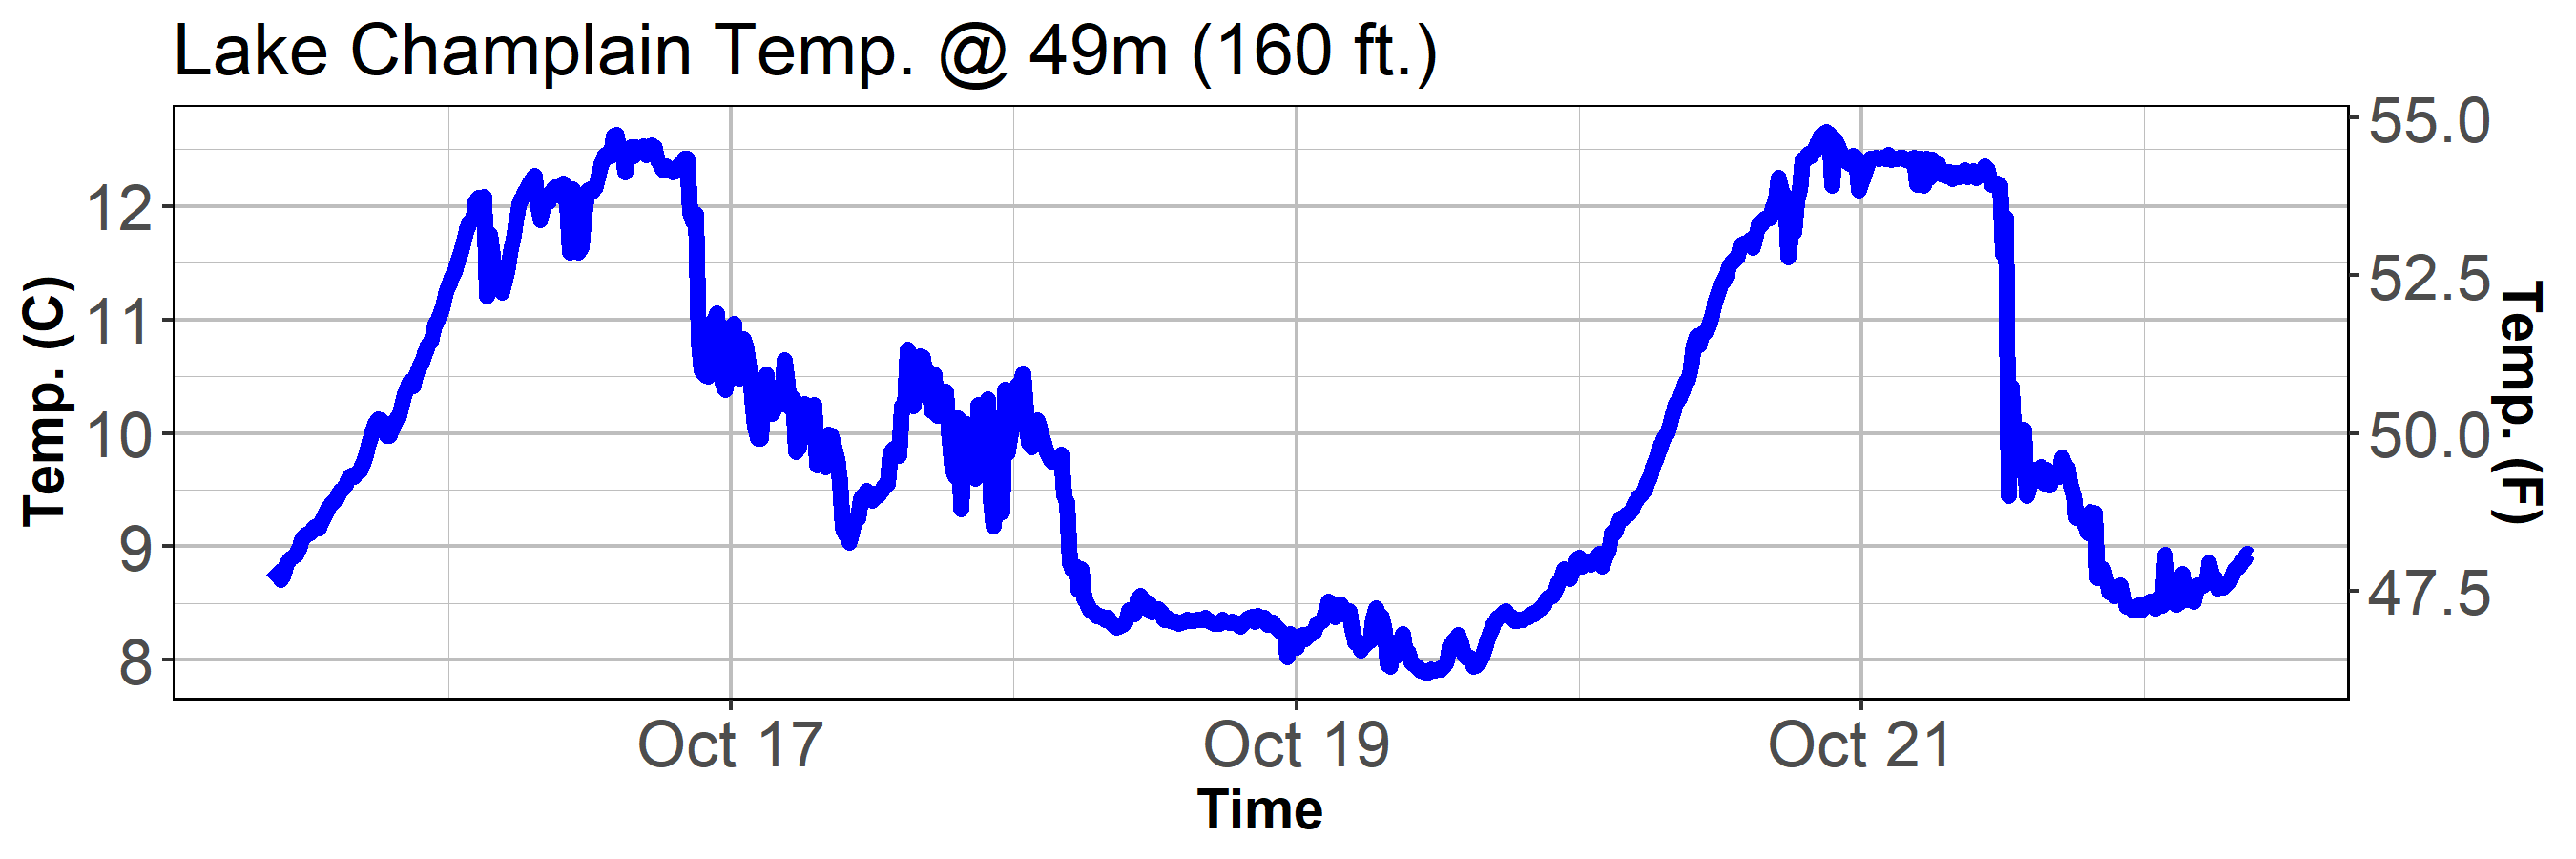 Lake Champlain Temp. @ 49m (160 ft.)
Temp. (C)
12
11
10
9
8
55.0
52.5
50.0
47.5
Temp. (F)
Oct 17 Oct 19 Oct 21
Time